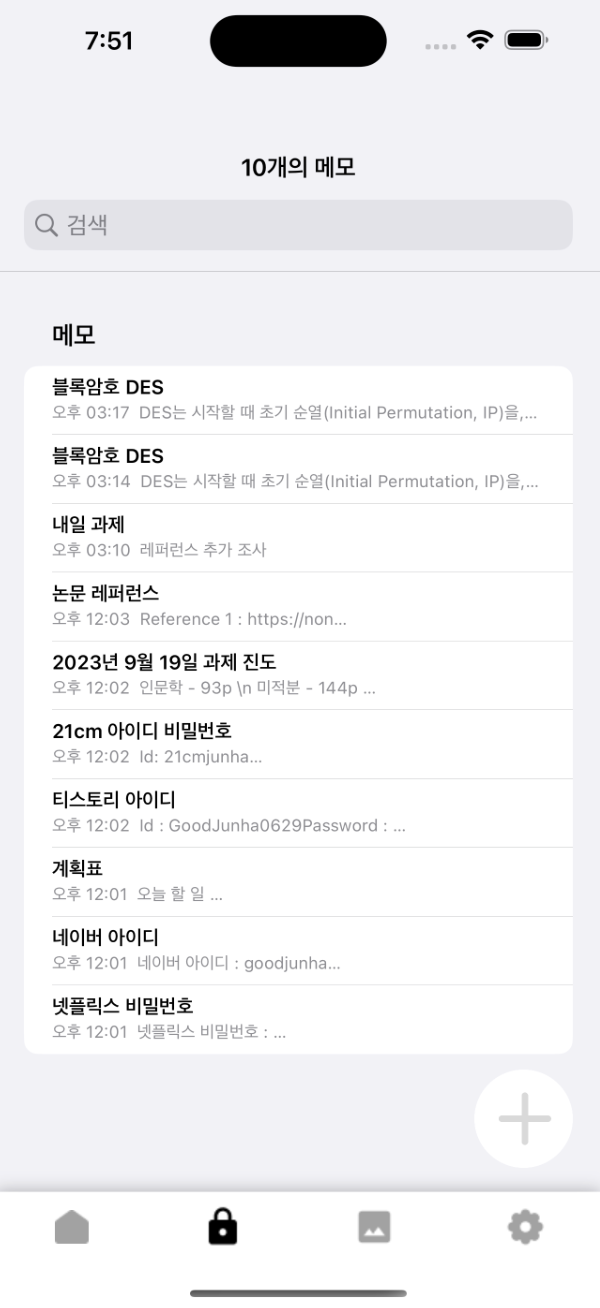 7:51
10개의 메모
검색
메모
블록암호 DES
오후 03:17 DES는 시작할 때 초기 순열(Initial Permutation, IP)을,...
블록암호 DES
오후 03:14 DES는 시작할 때 초기 순열(Initial Permutation, IP)을,...
내일 과제
오후 03:10 레퍼런스 추가 조사
논문 레퍼런스
오후 12:03 Reference 1 : https://non...
2023년 9월 19일 과제 진도
오후 12:02 인문학 - 93p \n 미적분 - 144p ...
21cm 아이디 비밀번호
오후 12:02 Id: 21cmjunha...
티스토리 아이디
오후 12:02 Id : GoodJunha0629Password : ...
계획표
오후 12:01 오늘 할 일 ...
네이버 아이디
오후 12:01 네이버 아이디 : goodjunha...
넷플릭스 비밀번호
오후 12:01 넷플릭스 비밀번호 : ...